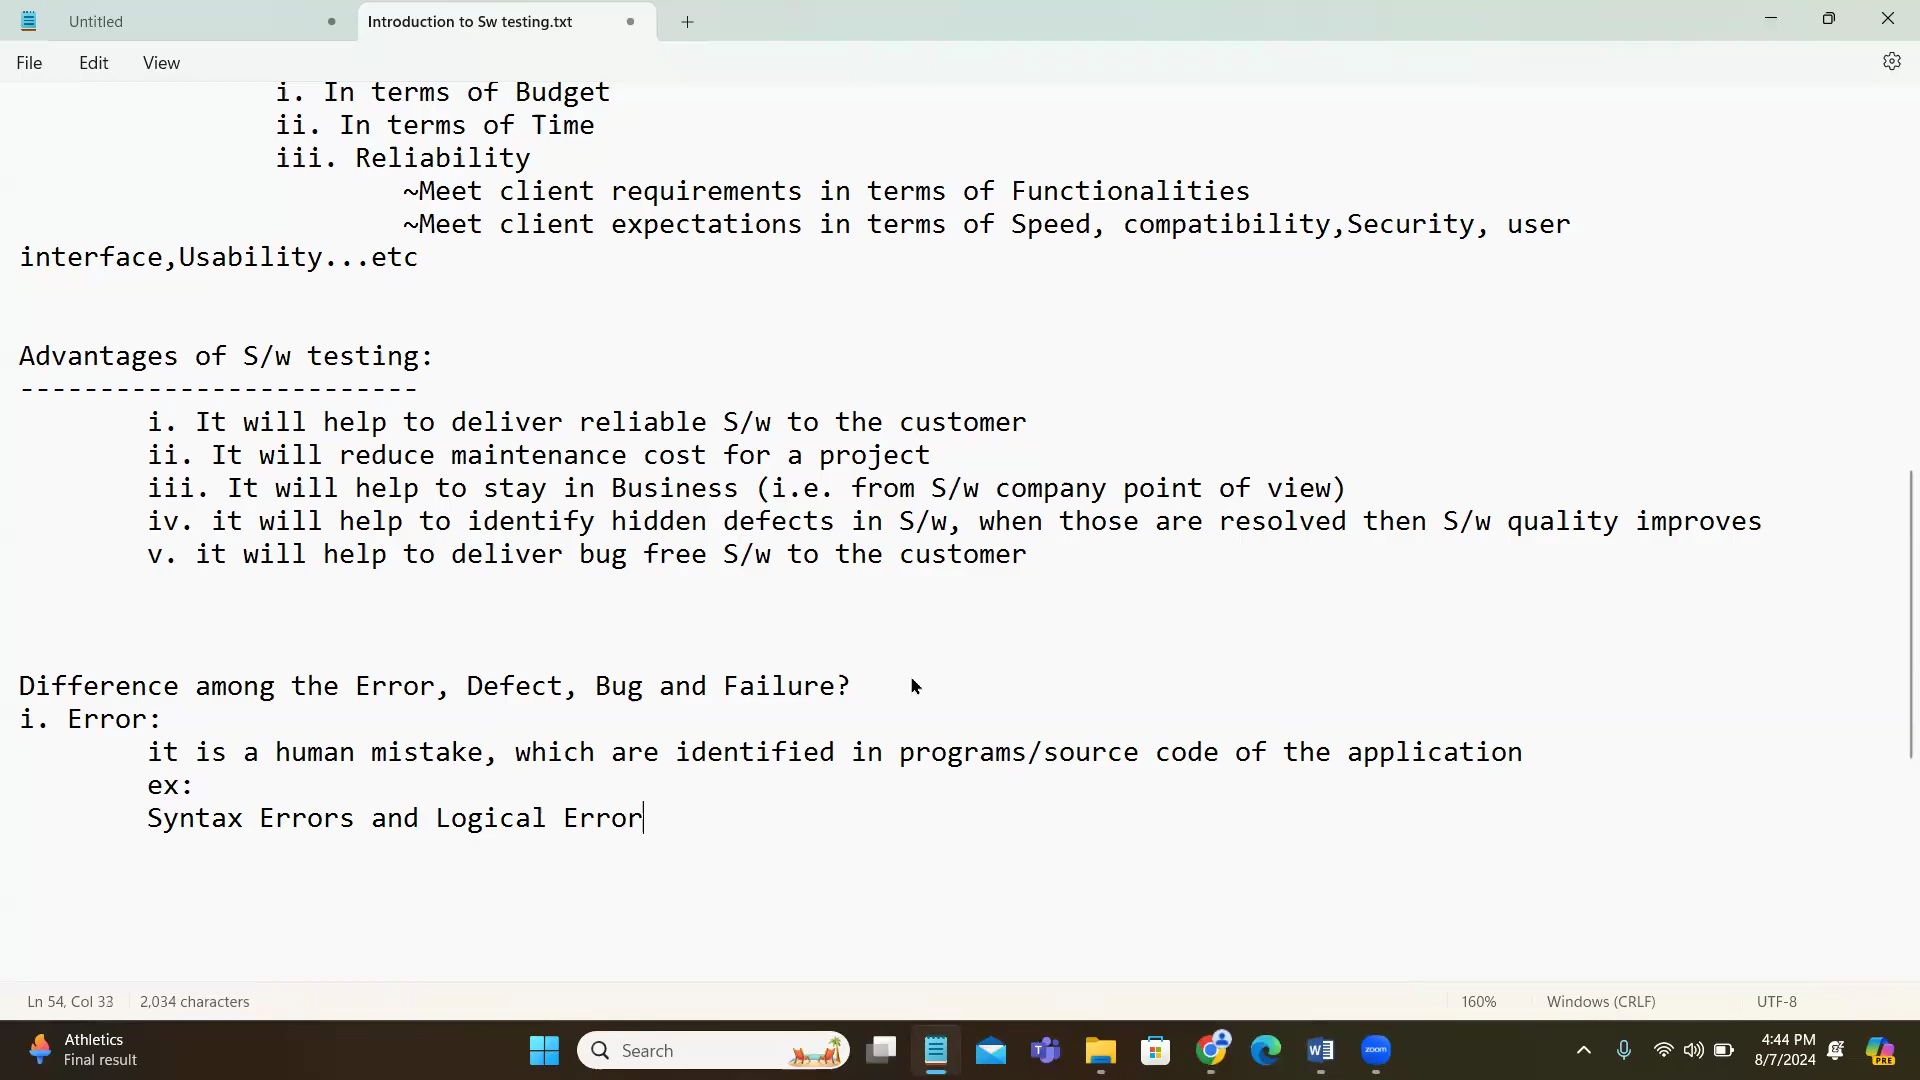 Untitled
Introduction to Sw testing.txt
File Edit View
i. In terms of Budget
ii. In terms of Time
iii. Reliability
~Meet client requirements in terms of Functionalities
~Meet client expectations in terms of Speed, compatibility,Security, user
interface,Usability...etc
Advantages of S/w testing:
-------------------------
i. It will help to deliver reliable S/w to the customer
ii. It will reduce maintenance cost for a project
iii. It will help to stay in Business (i.e. from S/w company point of view)
iv. it will help to identify hidden defects in S/w, when those are resolved then S/w quality improves
v. it will help to deliver bug free S/w to the customer
Difference among the Error, Defect, Bug and Failure?
i. Error:
it is a human mistake, which are identified in programs/source code of the application
ex:
Syntax Errors and Logical Error
Ln 54, Col 33 2,034 characters 160% Windows (CRLF) UTF-8
Athletics
Final result
Search
zoom
4:44 PM
8/7/2024
PRE